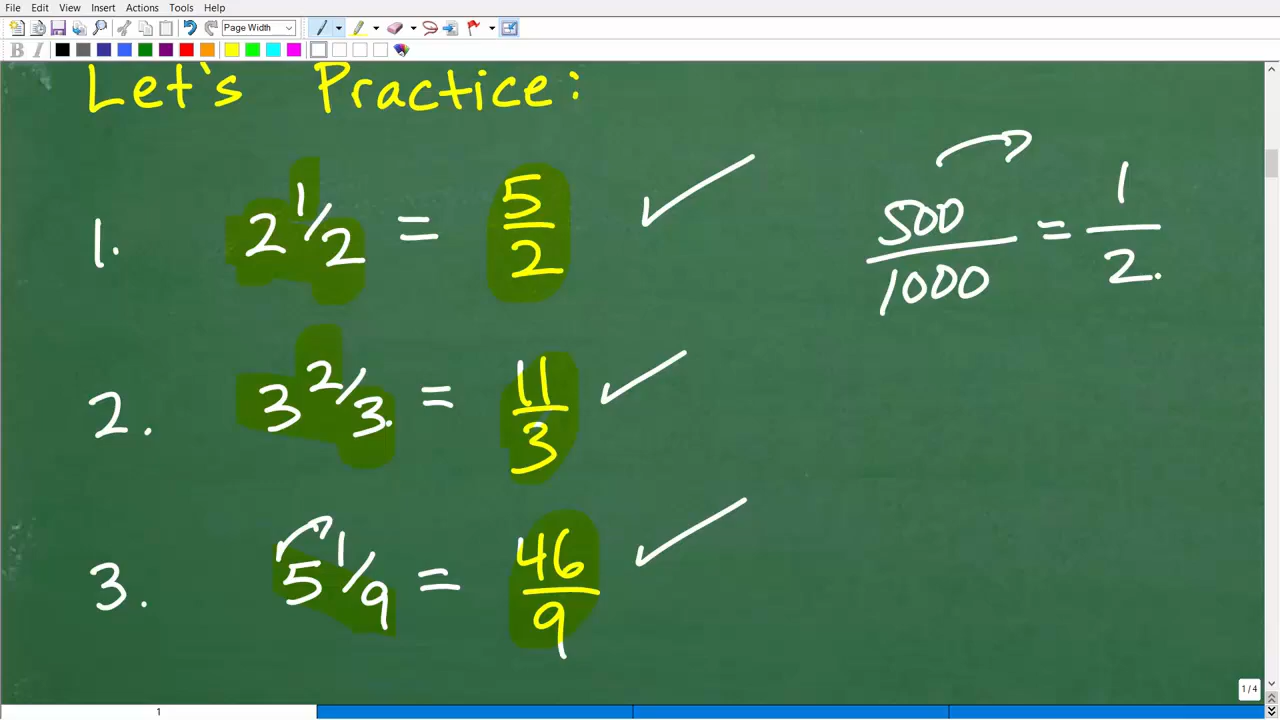 File Edit View Insert Actions Tools Help
Page Width
B I
Let's Practice:
1. 2 1/2 = 5/2
500/1000 = 1/2.
2. 3 2/3. = 11/3
3. 5 1/9 = 46/9
1/4
1